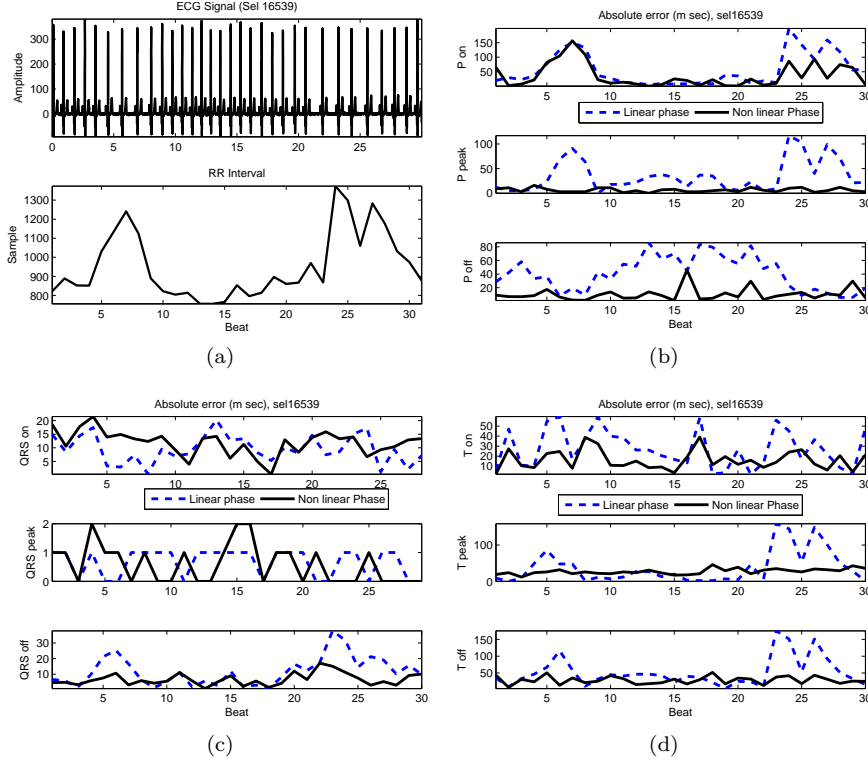 ECG Signal (Sel 16539)
Amplitude
300
200
100
0
0 5 10 15 20 25 30
RR Interval
Sample
1300
1200
1100
1000
900
800
5 10 15 20 25 30
Beat
(a)
Absolute error (m sec), sel16539
P on
150
100
50
5 10 15 20 25 30
Linear phase Non linear Phase
P peak
100
50
0
5 10 15 20 25 30
P off
80
60
40
20
5 10 15 20 25 30
Beat
(b)
Absolute error (m sec), sel16539
QRS on
20
15
10
5
5 10 15 20 25
Linear phase Non linear Phase
QRS peak
2
1
0
5 10 15 20 25
QRS off
30
20
10
5 10 15 20 25 30
Beat
(c)
Absolute error (m sec), sel16539
T on
50
40
30
20
10
5 10 15 20 25 30
Linear phase Non linear Phase
T peak
100
0
5 10 15 20 25 30
T off
150
100
50
5 10 15 20 25 30
Beat
(d)